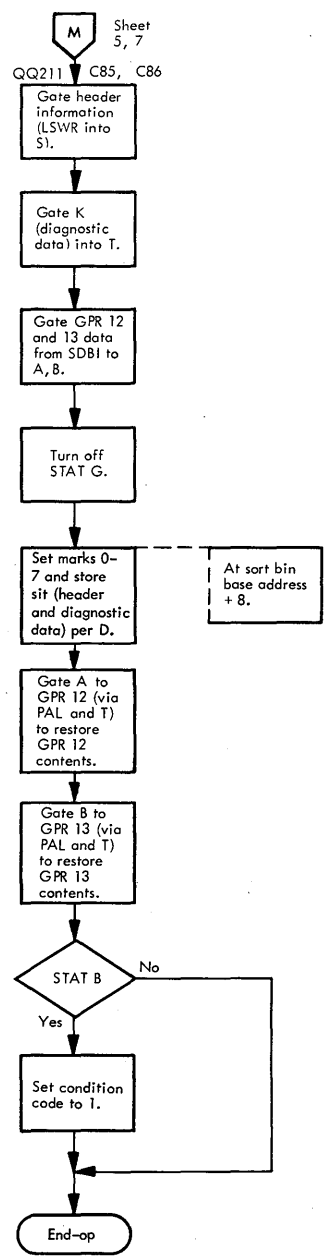 M
Sheet
5, 7
QQ211 C85, C86
Gate header
information
(LSWR into
S).
Gate K
(diagnostic
data) into T.
Gate GPR 12
and 13 data
from SDBI to
A, B.
Turn off
STAT G.
Set marks 0-
7 and store
sit (header
and diagnostic
data) per D.
At sort bin
base address
+ 8.
Gate A to
GPR 12 (via
PAL and T)
to restore
GPR 12
contents.
Gate B to
GPR 13 (via
PAL and T)
to restore
GPR 13
contents.
STAT B
No
Yes
Set condition
code to 1.
End-op